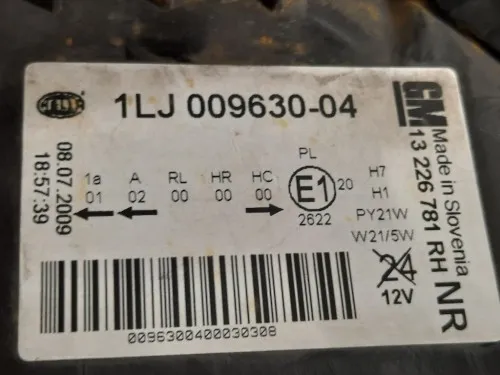 HELLA
1LJ 009630-04
GM
Made in Slovenia
13 226 781 RH
NR
08.07.2009
18:57:39
1a A RL HR HC PL
01 02 00 00 00 E1 20
2622
H7
H1
PY21W
W21/5W
24
12V
0096300400030308